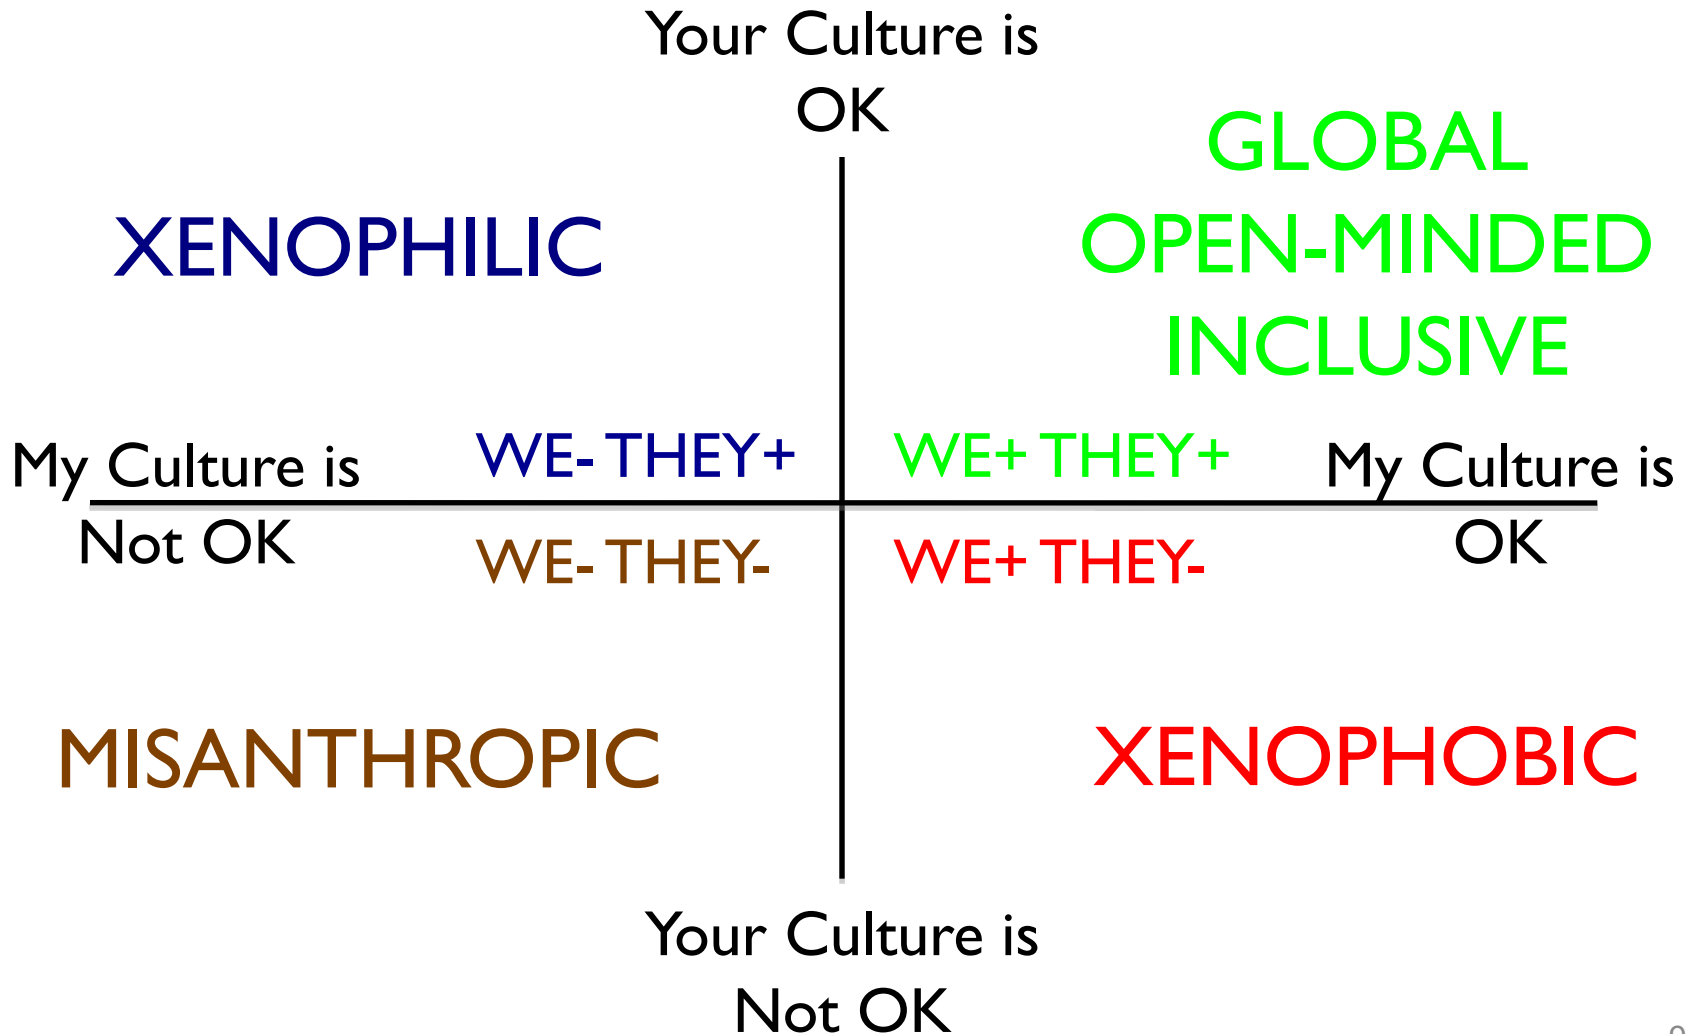 Your Culture is
OK
GLOBAL
OPEN-MINDED
INCLUSIVE
XENOPHILIC
My Culture is
Not OK
WE- THEY+
WE+ THEY+
My Culture is
OK
WE- THEY-
WE+ THEY-
MISANTHROPIC
XENOPHOBIC
Your Culture is
Not OK